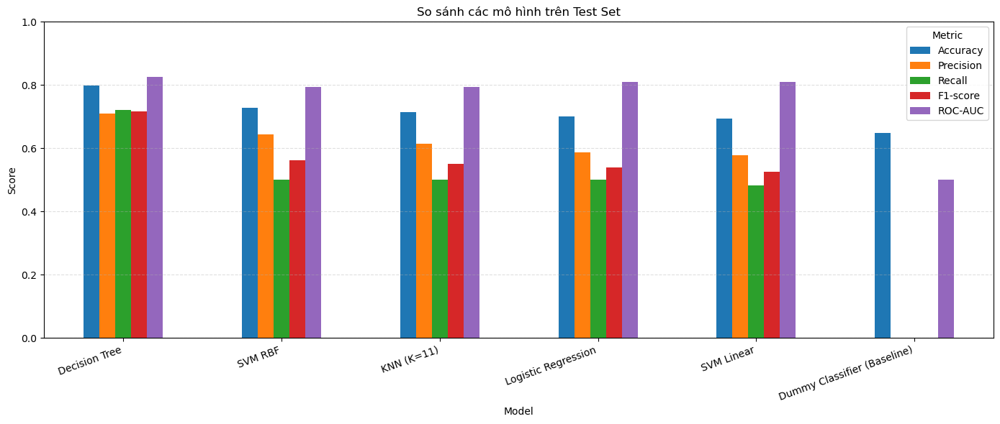 So sánh các mô hình trên Test Set
Metric
Accuracy
Precision
Recall
F1-score
ROC-AUC
Score
1.0
0.8
0.6
0.4
0.2
0.0
Decision Tree
SVM RBF
KNN (K=11)
Logistic Regression
SVM Linear
Dummy Classifier (Baseline)
Model